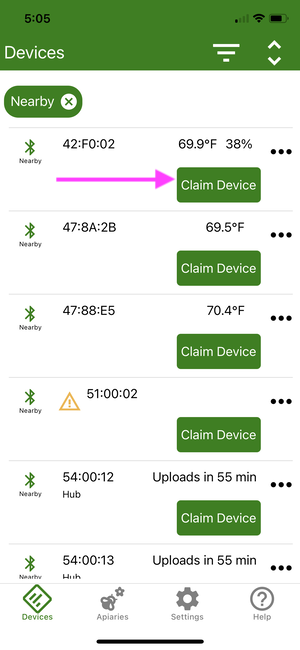 5:05
Devices
Nearby
42:F0:02 69.9°F 38%
Nearby
Claim Device
47:8A:2B 69.5°F
Nearby
Claim Device
47:88:E5 70.4°F
Nearby
Claim Device
51:00:02
Nearby
Claim Device
54:00:12 Uploads in 55 min
Nearby Hub
Claim Device
54:00:13 Uploads in 55 min
Nearby Hub
Devices Apiaries Settings Help